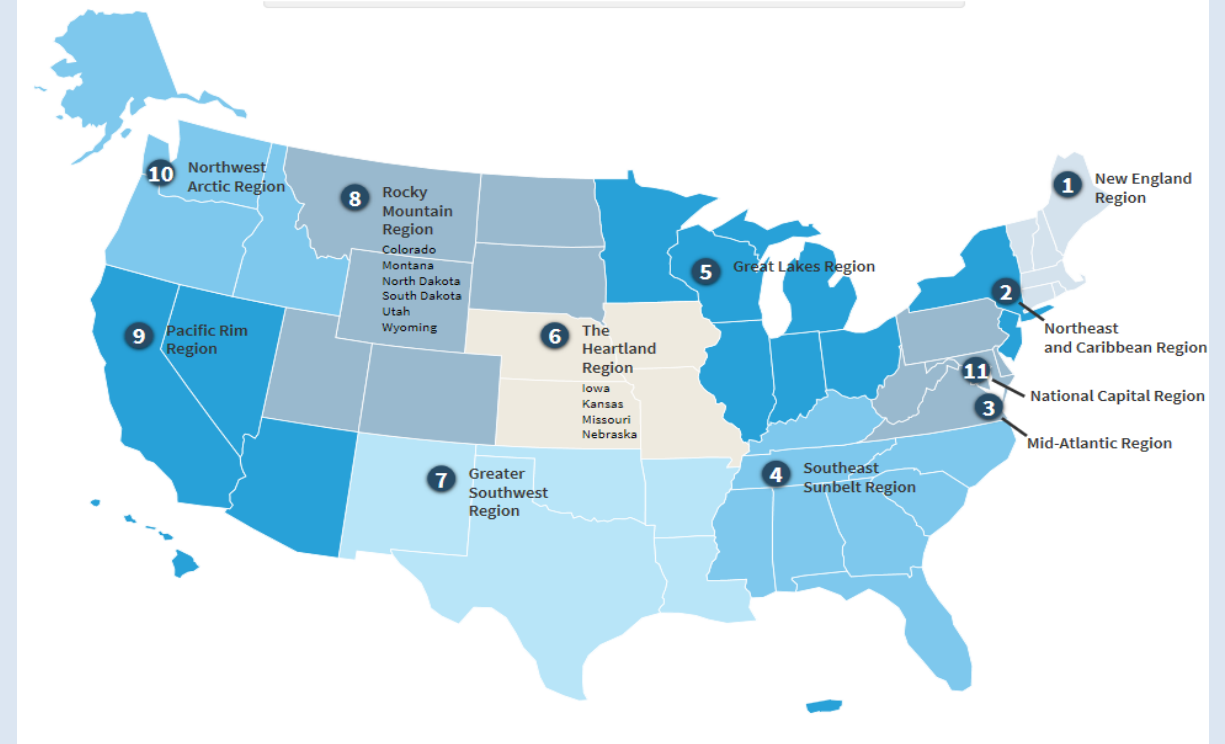 10
Northwest
Arctic Region
8
Rocky
Mountain
Region
Colorado
Montana
North Dakota
South Dakota
Utah
Wyoming
1
New England
Region
5
Great Lakes Region
2
Northeast
and Caribbean Region
9
Pacific Rim
Region
6
The
Heartland
Region
Iowa
Kansas
Missouri
Nebraska
11
National Capital Region
3
Mid-Atlantic Region
7
Greater
Southwest
Region
4
Southeast
Sunbelt Region